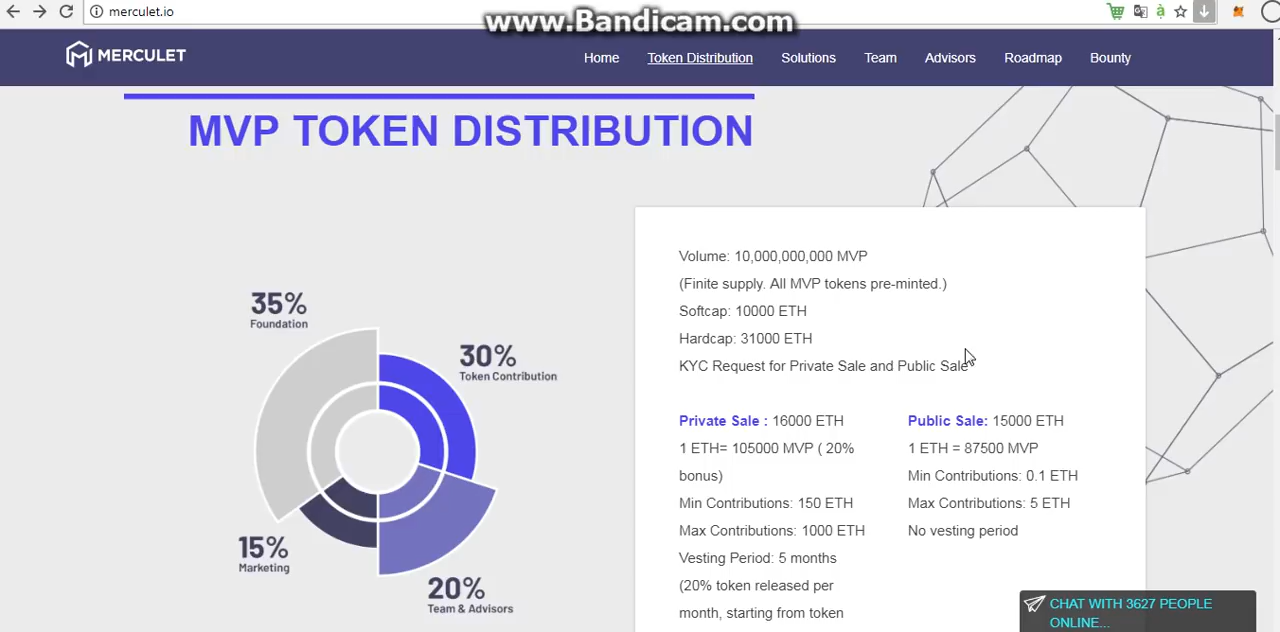 merculet.io
www.Bandicam.com
MERCULET
Home
Token Distribution
Solutions
Team
Advisors
Roadmap
Bounty
MVP TOKEN DISTRIBUTION
35%
Foundation
30%
Token Contribution
15%
Marketing
20%
Team & Advisors
Volume: 10,000,000,000 MVP
(Finite supply. All MVP tokens pre-minted.)
Softcap: 10000 ETH
Hardcap: 31000 ETH
KYC Request for Private Sale and Public Sale
Private Sale : 16000 ETH
1 ETH= 105000 MVP ( 20%
bonus)
Min Contributions: 150 ETH
Max Contributions: 1000 ETH
Vesting Period: 5 months
(20% token released per
month, starting from token
Public Sale: 15000 ETH
1 ETH = 87500 MVP
Min Contributions: 0.1 ETH
Max Contributions: 5 ETH
No vesting period
CHAT WITH 3627 PEOPLE
ONLINE...